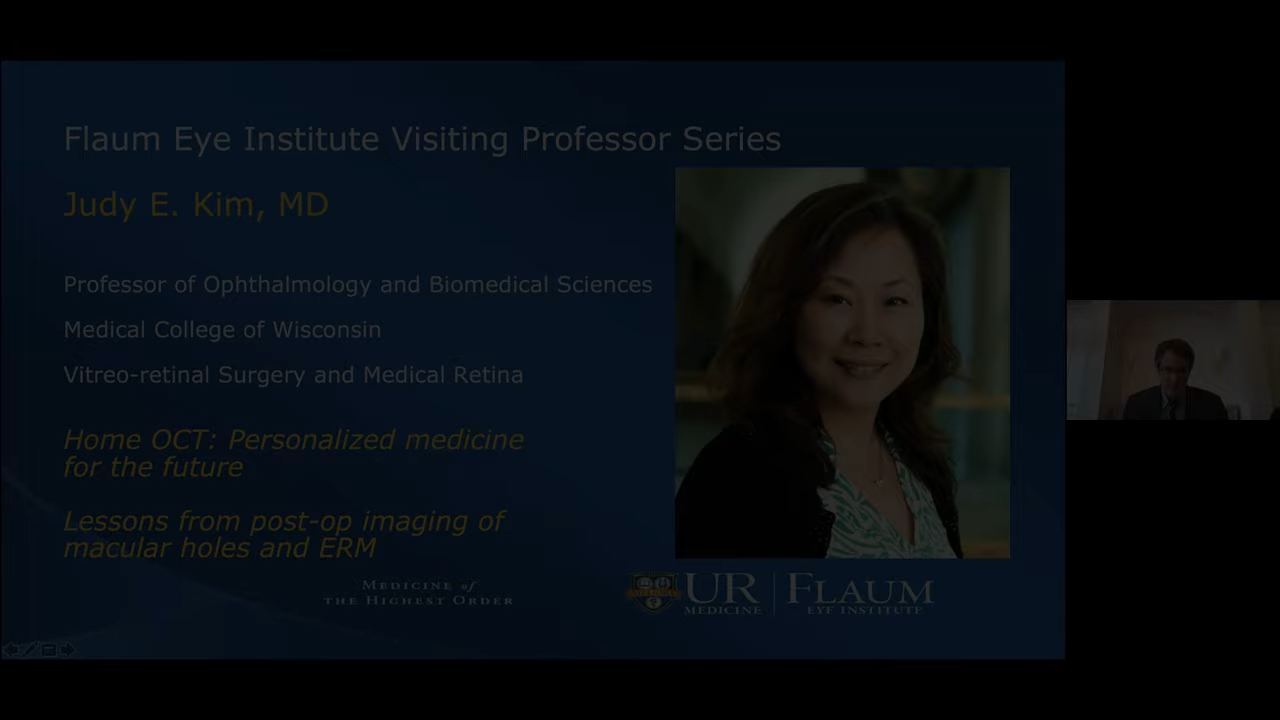 Flaum Eye Institute Visiting Professor Series
Judy E. Kim, MD
Professor of Ophthalmology and Biomedical Sciences
Medical College of Wisconsin
Vitreo-retinal Surgery and Medical Retina
Home OCT: Personalized medicine
for the future
Lessons from post-op imaging of
macular holes and ERM
MEDICINE of
THE HIGHEST ORDER
UR
MEDICINE
FLAUM
EYE INSTITUTE